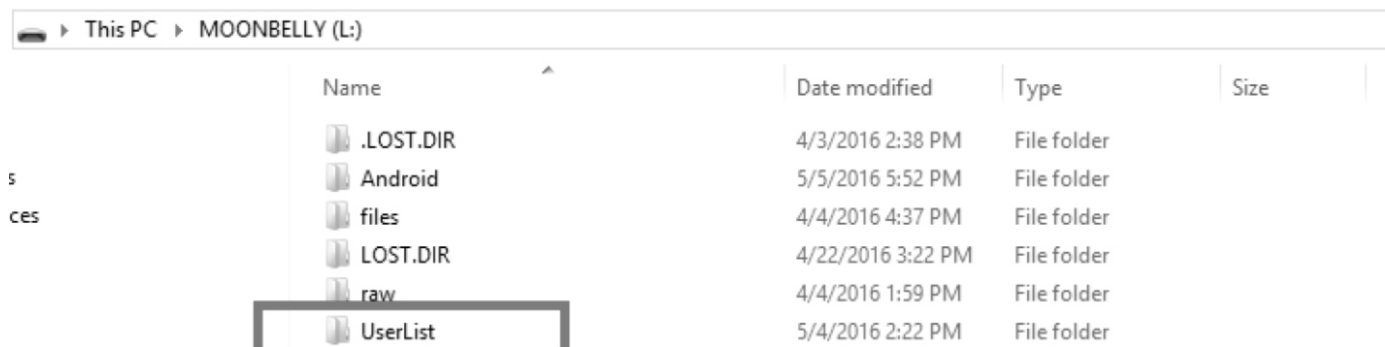 This PC MOONBELLY (L:)
Name Date modified Type Size
.LOST.DIR 4/3/2016 2:38 PM File folder
s Android 5/5/2016 5:52 PM File folder
ces files 4/4/2016 4:37 PM File folder
LOST.DIR 4/22/2016 3:22 PM File folder
raw 4/4/2016 1:59 PM File folder
UserList 5/4/2016 2:22 PM File folder